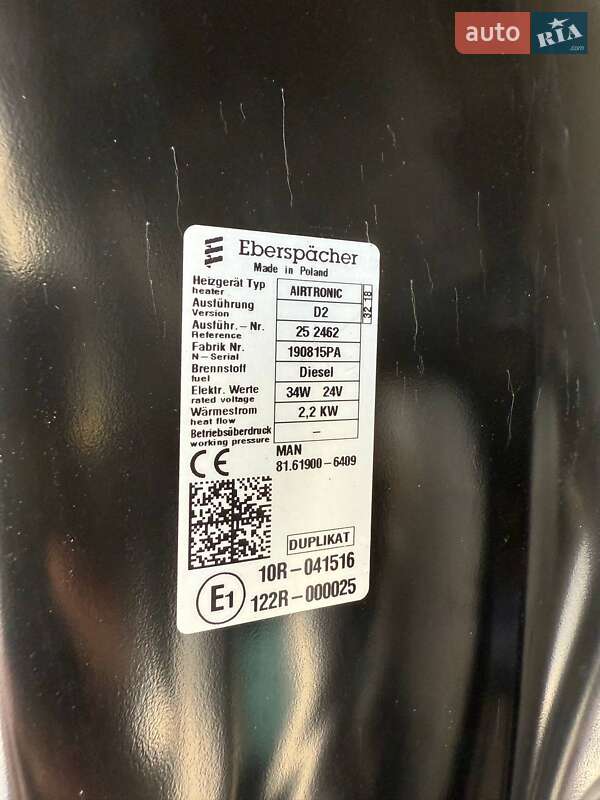 auto RIA
.com
Eberspächer
Made in Poland
Heizgerät Typ AIRTRONIC
heater
Ausführung D2
Version
32 18
Ausführ.-Nr. 25 2462
Reference
Fabrik Nr. 190815PA
N-Serial
Brennstoff Diesel
fuel
Elektr. Werte 34W 24V
rated voltage
Wärmestrom 2,2 KW
heat flow
Betriebsüberdruck –
working pressure
CE
MAN
81.61900-6409
DUPLIKAT
E1
10R-041516
122R-000025